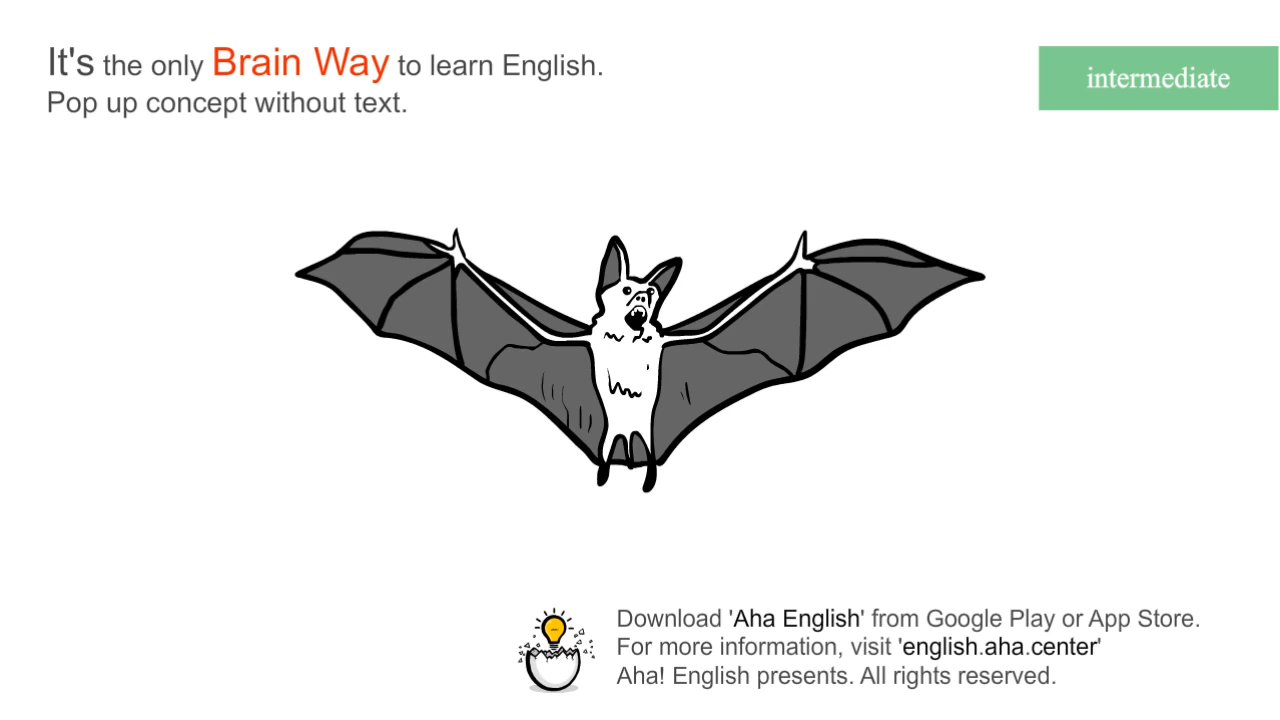 It's the only Brain Way to learn English.
Pop up concept without text.
intermediate
Download 'Aha English' from Google Play or App Store.
For more information, visit 'english.aha.center'
Aha! English presents. All rights reserved.